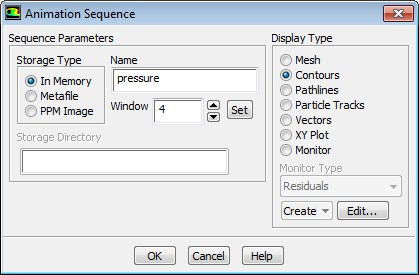 Animation Sequence
Sequence Parameters
Storage Type
In Memory
Metafile
PPM Image
Name
pressure
Window 4 Set
Storage Directory
Display Type
Mesh
Contours
Pathlines
Particle Tracks
Vectors
XY Plot
Monitor
Monitor Type
Residuals
Create Edit...
OK Cancel Help